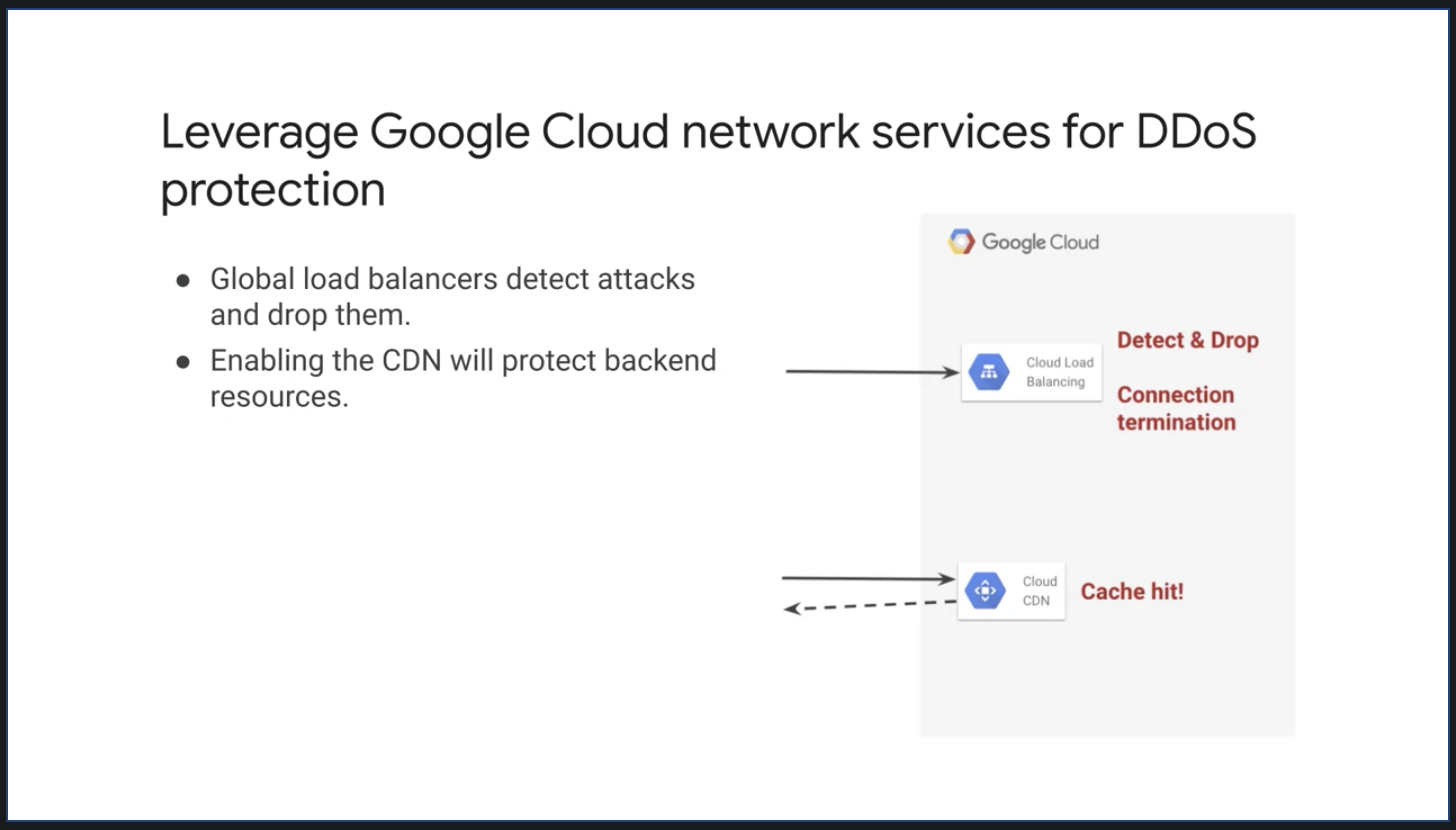 Leverage Google Cloud network services for DDoS
protection
● Global load balancers detect attacks
and drop them.
● Enabling the CDN will protect backend
resources.
Google Cloud
Cloud Load
Balancing
Detect & Drop
Connection
termination
Cloud
CDN
Cache hit!